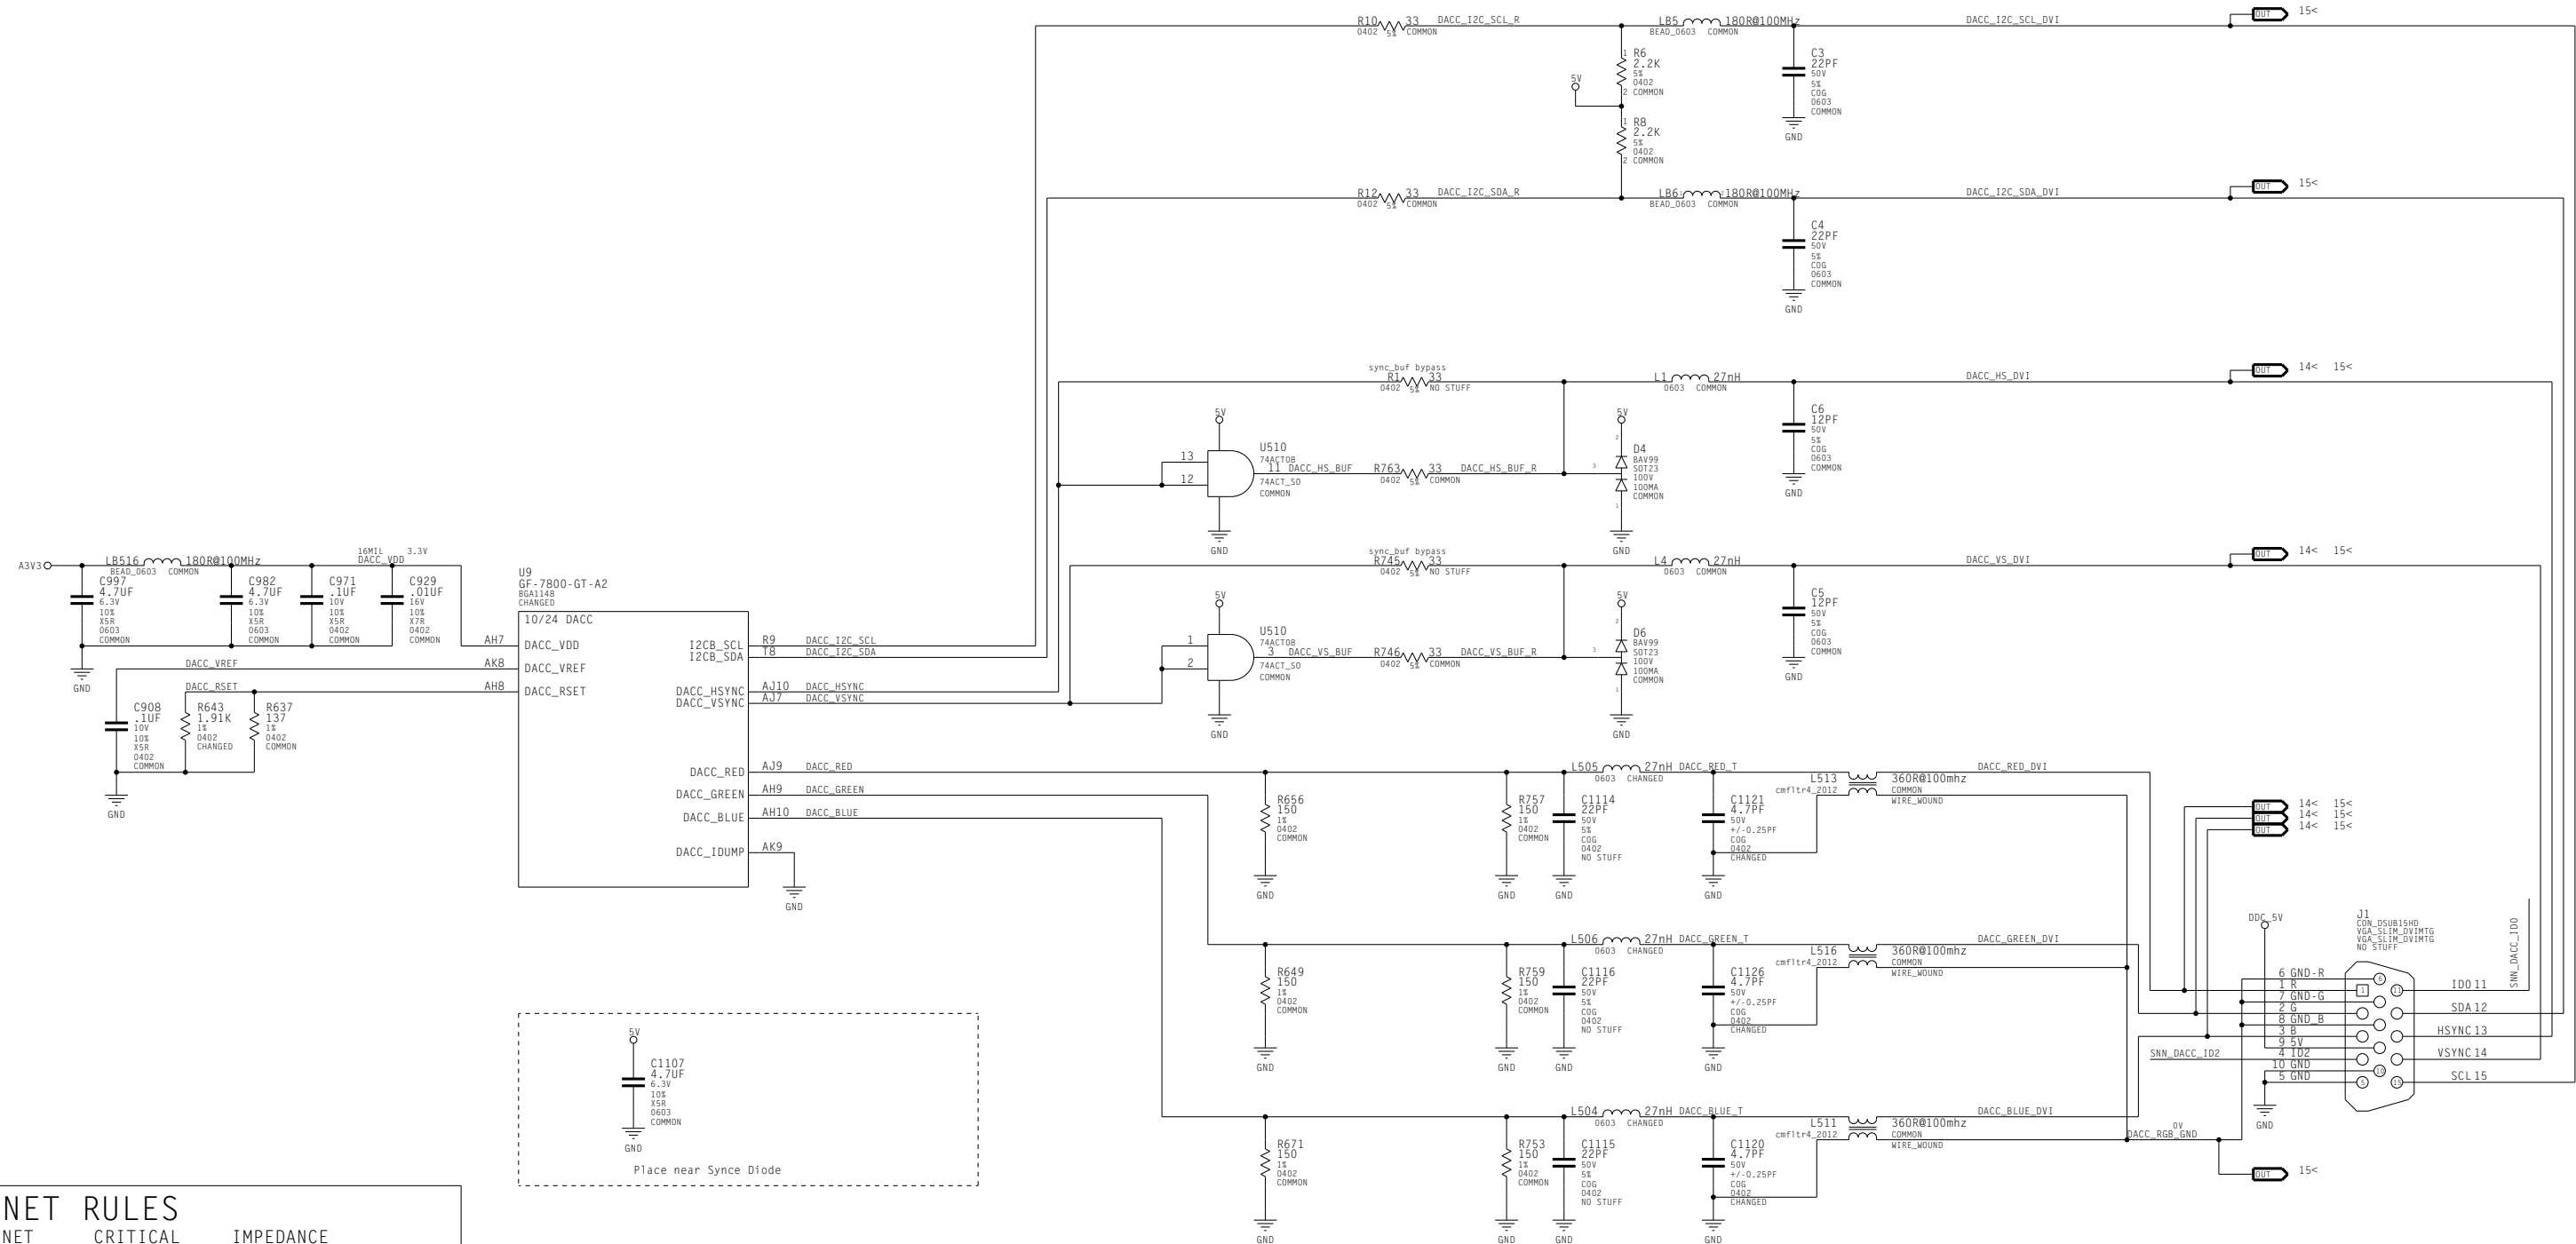 R10 33 DACC_I2C_SCL_R
0402 5% COMMON
LB5 180R@100MHz
BEAD_0603 COMMON
DACC_I2C_SCL_DVI
OUT 15<
1 R6
2.2K
5%
0402
2 COMMON
5V
1 R8
2.2K
5%
0402
2 COMMON
C3
22PF
50V
5%
COG
0603
COMMON
GND
R12 33 DACC_I2C_SDA_R
0402 5% COMMON
LB6 180R@100MHz
BEAD_0603 COMMON
DACC_I2C_SDA_DVI
OUT 15<
C4
22PF
50V
5%
COG
0603
COMMON
GND
sync_buf bypass
R1 33
0402 5% NO STUFF
L1 27nH
0603 COMMON
DACC_HS_DVI
OUT 14< 15<
C6
12PF
50V
5%
COG
0603
COMMON
GND
5V
13
12
U510
74ACT08
11 DACC_HS_BUF
74ACT_SO
COMMON
GND
R763 33 DACC_HS_BUF_R
0402 5% COMMON
5V
2
3
1
D4
BAV99
SOT23
100V
100MA
COMMON
GND
sync_buf bypass
R745 33
0402 5% NO STUFF
L4 27nH
0603 COMMON
DACC_VS_DVI
OUT 14< 15<
C5
12PF
50V
5%
COG
0603
COMMON
GND
5V
1
2
U510
74ACT08
3 DACC_VS_BUF
74ACT_SO
COMMON
GND
R746 33 DACC_VS_BUF_R
0402 5% COMMON
5V
2
3
1
D6
BAV99
SOT23
100V
100MA
COMMON
GND
A3V3
LB516 180R@100MHz
BEAD_0603 COMMON
16MIL 3.3V
DACC_VDD
C997
4.7UF
6.3V
10%
X5R
0603
COMMON
C982
4.7UF
6.3V
10%
X5R
0603
COMMON
C971
.1UF
10V
10%
X5R
0402
COMMON
C929
.01UF
16V
10%
X7R
0402
COMMON
GND
DACC_VREF
DACC_RSET
C908
.1UF
10V
10%
X5R
0402
COMMON
R643
1.91K
1%
0402
CHANGED
R637
137
1%
0402
COMMON
GND
U9
GF-7800-GT-A2
BGA1148
CHANGED
10/24 DACC
AH7 DACC_VDD
AK8 DACC_VREF
AH8 DACC_RSET
I2CB_SCL R9 DACC_I2C_SCL
I2CB_SDA T8 DACC_I2C_SDA
DACC_HSYNC AJ10 DACC_HSYNC
DACC_VSYNC AJ7 DACC_VSYNC
DACC_RED AJ9 DACC_RED
DACC_GREEN AH9 DACC_GREEN
DACC_BLUE AH10 DACC_BLUE
DACC_IDUMP AK9
GND
R656
150
1%
0402
COMMON
GND
R757
150
1%
0402
COMMON
GND
C1114
22PF
50V
5%
COG
0402
NO STUFF
GND
L505 27nH DACC_RED_T
0603 CHANGED
C1121
4.7PF
50V
+/-0.25PF
COG
0402
CHANGED
GND
L513 360R@100mhz
cmfltr4_2012 COMMON
WIRE_WOUND
DACC_RED_DVI
OUT 14< 15<
OUT 14< 15<
OUT 14< 15<
R649
150
1%
0402
COMMON
GND
R759
150
1%
0402
COMMON
GND
C1116
22PF
50V
5%
COG
0402
NO STUFF
GND
L506 27nH DACC_GREEN_T
0603 CHANGED
C1126
4.7PF
50V
+/-0.25PF
COG
0402
CHANGED
GND
L516 360R@100mhz
cmfltr4_2012 COMMON
WIRE_WOUND
DACC_GREEN_DVI
R671
150
1%
0402
COMMON
GND
R753
150
1%
0402
COMMON
GND
C1115
22PF
50V
5%
COG
0402
NO STUFF
GND
L504 27nH DACC_BLUE_T
0603 CHANGED
C1120
4.7PF
50V
+/-0.25PF
COG
0402
CHANGED
GND
L511 360R@100mhz
cmfltr4_2012 COMMON
WIRE_WOUND
DACC_BLUE_DVI
0V
DACC_RGB_GND
OUT 15<
DDC_5V
J1
CON_DSUB15HD
VGA_SLIM_DVIMTG
VGA_SLIM_DVIMTG
NO STUFF
SNN_DACC_ID0
6 GND-R
1 R
7 GND-G
2 G
8 GND_B
3 B
9 5V
SNN_DACC_ID2 4 ID2
10 GND
5 GND
GND
6
1
11
10
5
15
ID0 11
SDA 12
HSYNC 13
VSYNC 14
SCL 15
5V
C1107
4.7UF
6.3V
10%
X5R
0603
COMMON
GND
Place near Synce Diode
NET RULES
NET CRITICAL IMPEDANCE